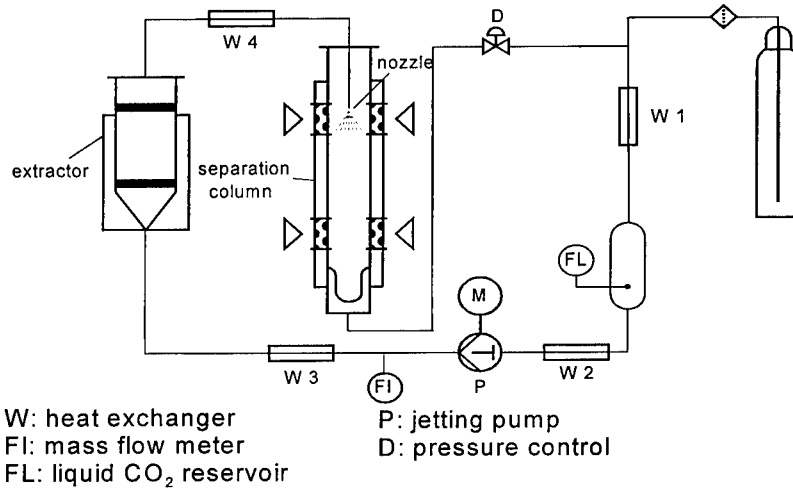 W 4
D
nozzle
W 1
extractor
separation
column
FL
M
W 3
FI
P
W 2
W: heat exchanger
FI: mass flow meter
FL: liquid CO₂ reservoir
P: jetting pump
D: pressure control